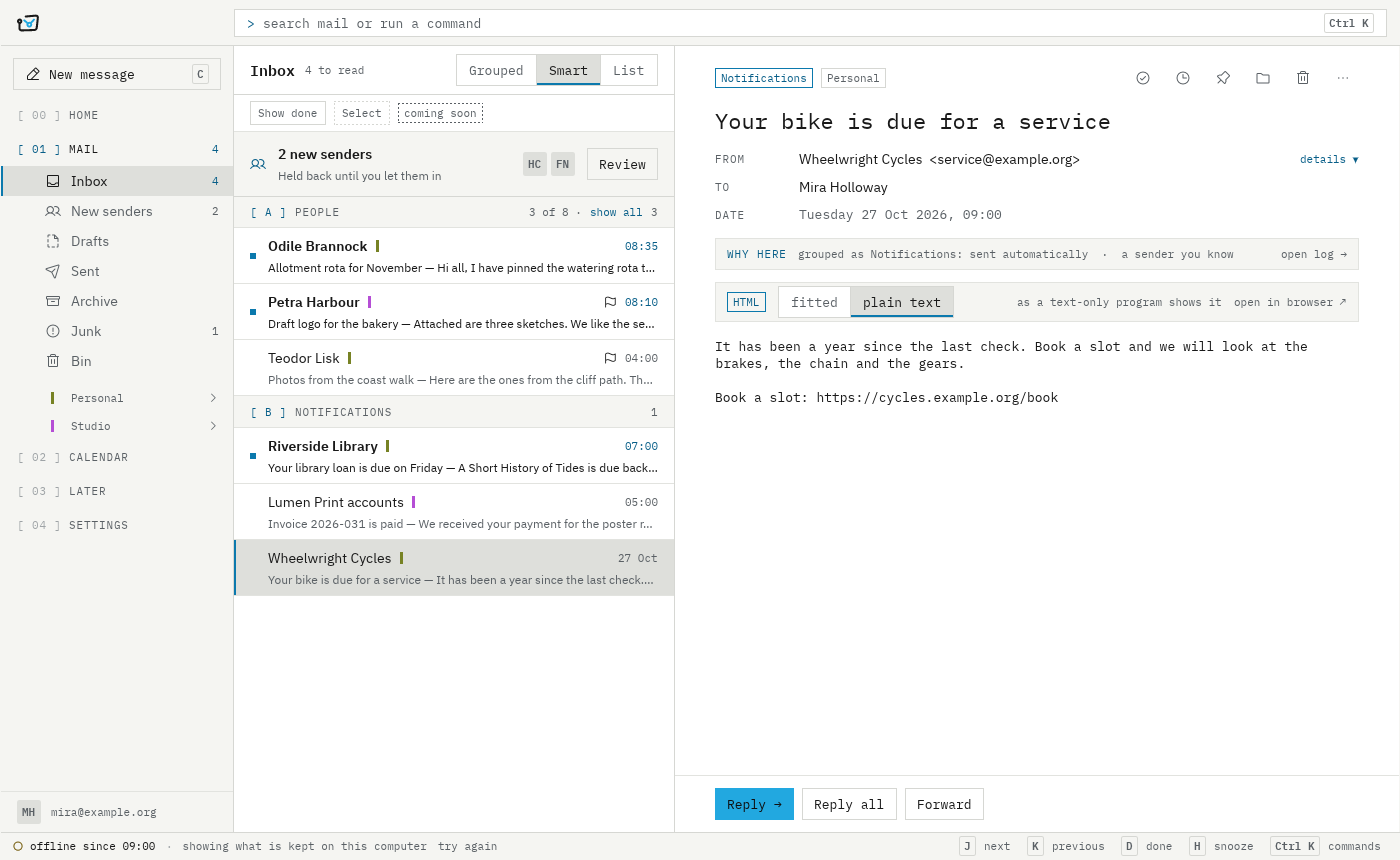 > search mail or run a command Ctrl K
New message C
[ 00 ] HOME
[ 01 ] MAIL 4
Inbox 4
New senders 2
Drafts
Sent
Archive
Junk 1
Bin
Personal
Studio
[ 02 ] CALENDAR
[ 03 ] LATER
[ 04 ] SETTINGS
MH mira@example.org
Inbox 4 to read Grouped Smart List
Show done Select coming soon
2 new senders
Held back until you let them in
HC FN Review
[ A ] PEOPLE 3 of 8 · show all 3
Odile Brannock 08:35
Allotment rota for November — Hi all, I have pinned the watering rota t…
Petra Harbour 08:10
Draft logo for the bakery — Attached are three sketches. We like the se…
Teodor Lisk 04:00
Photos from the coast walk — Here are the ones from the cliff path. Th…
[ B ] NOTIFICATIONS 1
Riverside Library 07:00
Your library loan is due on Friday — A Short History of Tides is due back…
Lumen Print accounts 05:00
Invoice 2026-031 is paid — We received your payment for the poster r…
Wheelwright Cycles 27 Oct
Your bike is due for a service — It has been a year since the last check.…
Notifications Personal
Your bike is due for a service
FROM Wheelwright Cycles <service@example.org> details ▾
TO Mira Holloway
DATE Tuesday 27 Oct 2026, 09:00
WHY HERE grouped as Notifications: sent automatically · a sender you know open log →
HTML fitted plain text as a text-only program shows it open in browser ↗
It has been a year since the last check. Book a slot and we will look at the
brakes, the chain and the gears.
Book a slot: https://cycles.example.org/book
Reply → Reply all Forward
offline since 09:00 · showing what is kept on this computer try again
J next K previous D done H snooze Ctrl K commands